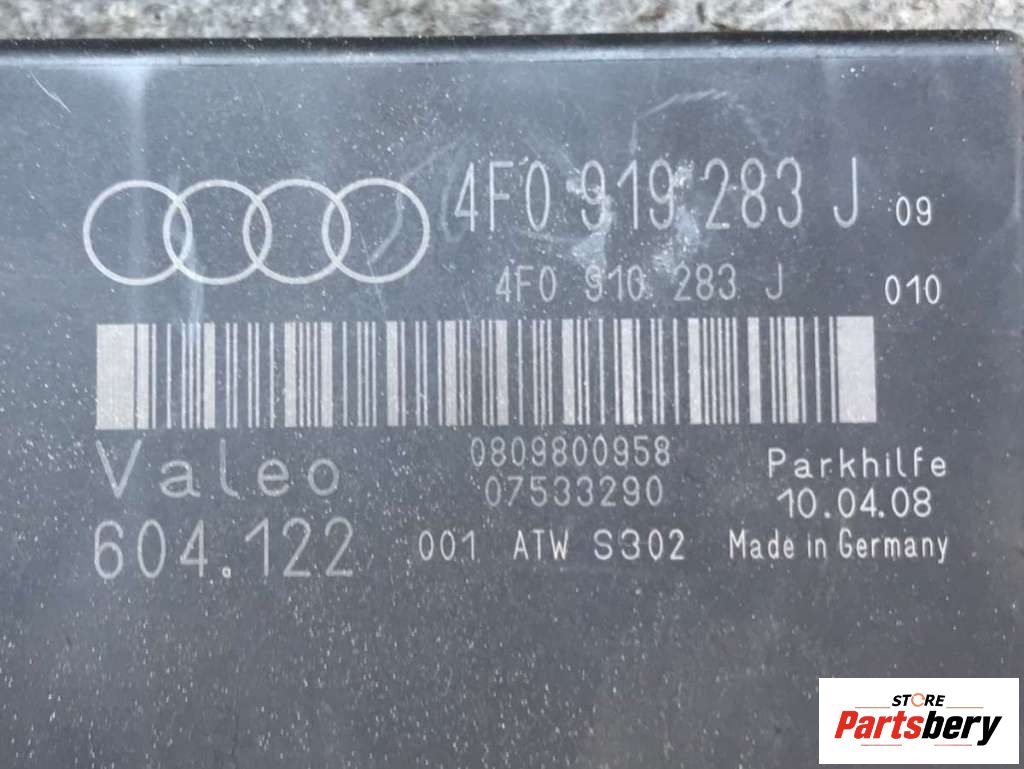 4F0 919 283 J 09
4F0 910 283 J 010
Valeo 0809800958 Parkhilfe
07533290 10.04.08
604.122 001 ATW S302 Made in Germany
STORE
Partsbery